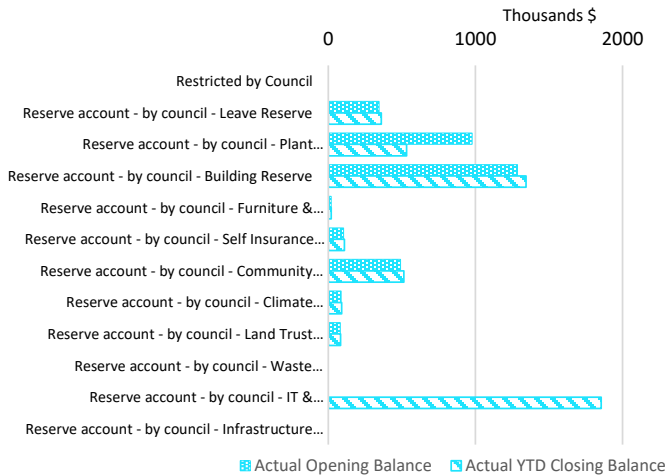 Thousands $
0 1000 2000
Restricted by Council
Reserve account - by council - Leave Reserve
Reserve account - by council - Plant…
Reserve account - by council - Building Reserve
Reserve account - by council - Furniture &…
Reserve account - by council - Self Insurance…
Reserve account - by council - Community…
Reserve account - by council - Climate…
Reserve account - by council - Land Trust…
Reserve account - by council - Waste…
Reserve account - by council - IT &…
Reserve account - by council - Infrastructure…
Actual Opening Balance Actual YTD Closing Balance